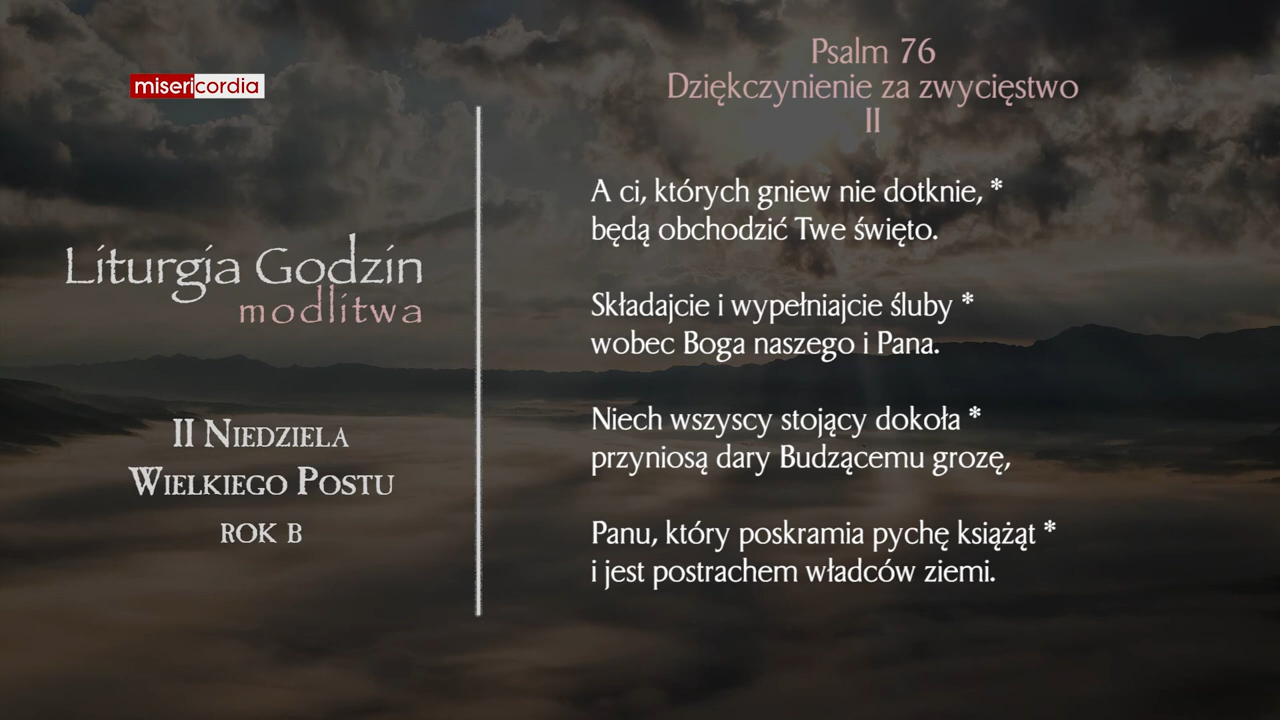 misericordia
Liturgia Godzin
modlitwa
II Niedziela
Wielkiego Postu
rok B
Psalm 76
Dziękczynienie za zwycięstwo
II
A ci, których gniew nie dotknie, *
będą obchodzić Twe święto.
Składajcie i wypełniajcie śluby *
wobec Boga naszego i Pana.
Niech wszyscy stojący dokoła *
przyniosą dary Budzącemu grozę,
Panu, który poskramia pychę książąt *
i jest postrachem władców ziemi.